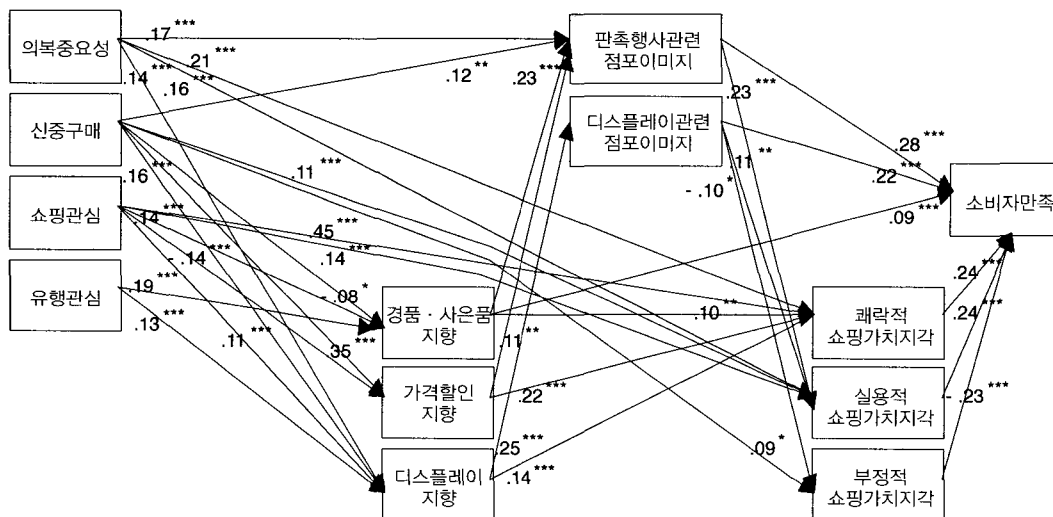 의복중요성
신중구매
쇼핑관심
유행관심
판촉행사관련
점포이미지
디스플레이관련
점포이미지
소비자만족
경품 · 사은품
지향
가격할인
지향
디스플레이
지향
쾌락적
쇼핑가치지각
실용적
쇼핑가치지각
부정적
쇼핑가치지각
.17***
.21***
.14***
.16***
.12**
.23***
.23***
.28***
.11***
.11**
- .10*
.22***
.09***
.16***
.14***
.45***
.14***
- .14***
.19***
- .08*
.13***
.11***
.35***
.11**
.10**
.24***
.24***
.22***
- .23***
.25***
.14***
.09*